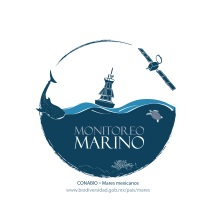 MONITOREO
MARINO
CONABIO - Mares mexicanos
www.biodiversidad.gob.mx/pais/mares